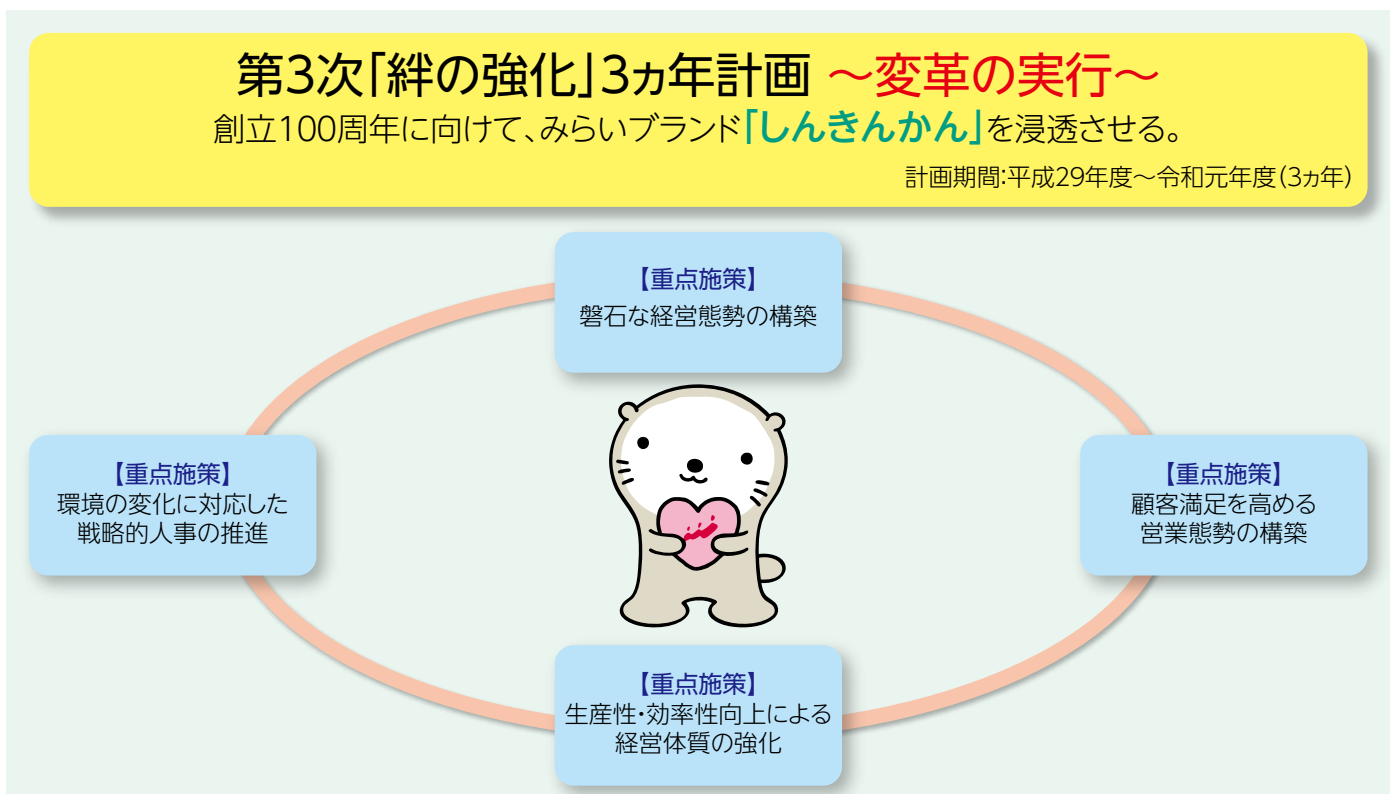 第3次「絆の強化」3ヵ年計画 ～変革の実行～
創立100周年に向けて、みらいブランド「しんきんかん」を浸透させる。
計画期間:平成29年度～令和元年度(3ヵ年)
【重点施策】
磐石な経営態勢の構築
【重点施策】
環境の変化に対応した
戦略的人事の推進
【重点施策】
顧客満足を高める
営業態勢の構築
【重点施策】
生産性・効率性向上による
経営体質の強化